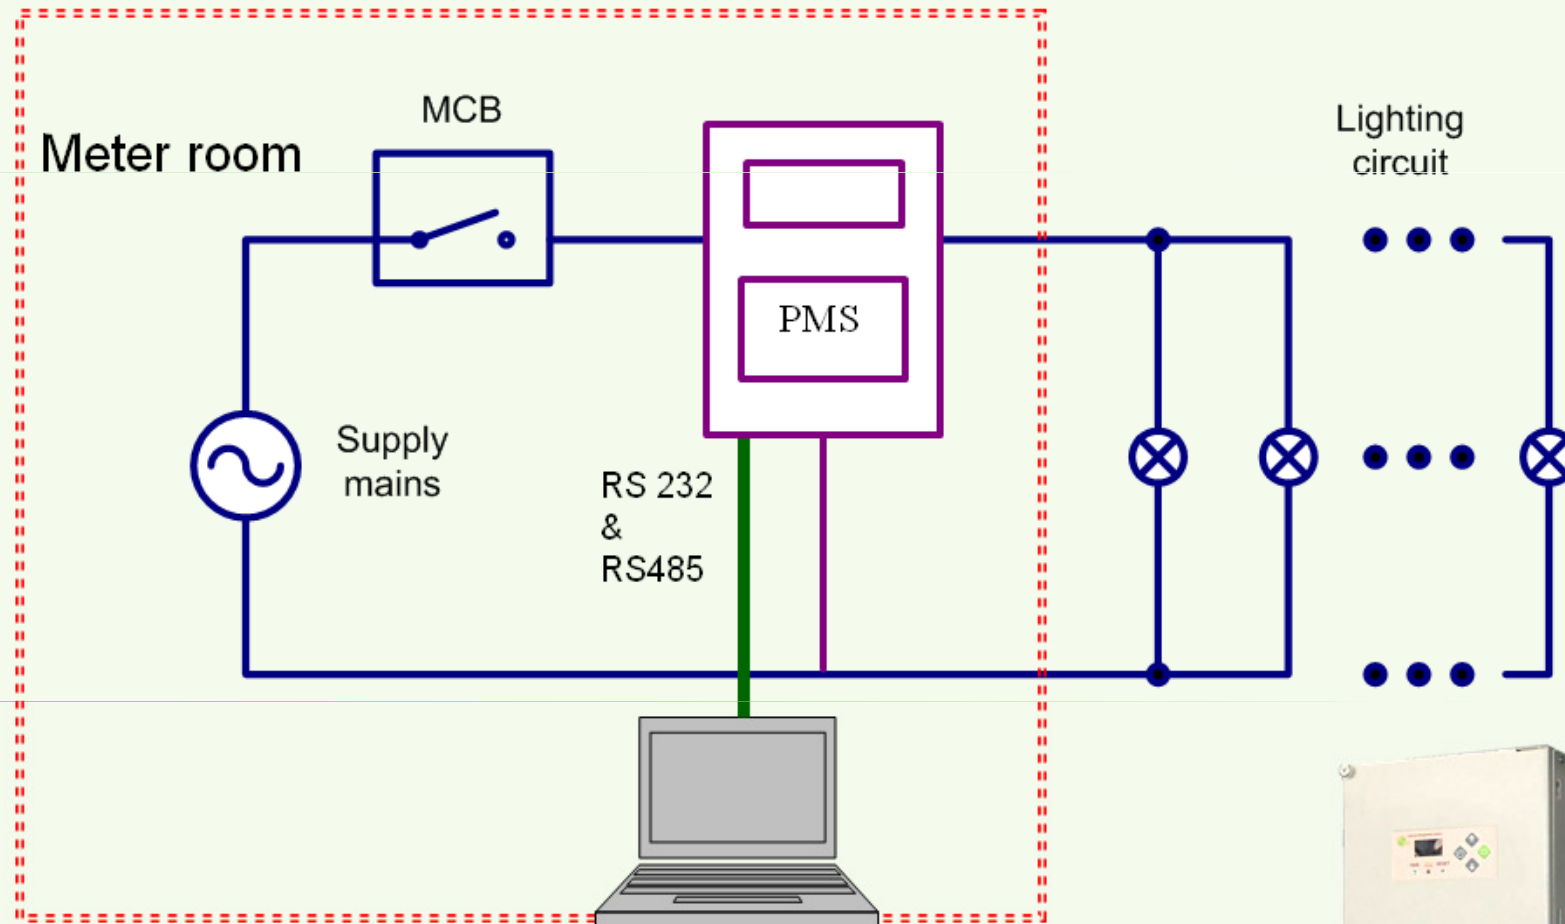 MCB
Meter room
Lighting
circuit
PMS
Supply
mains
RS 232
&
RS485